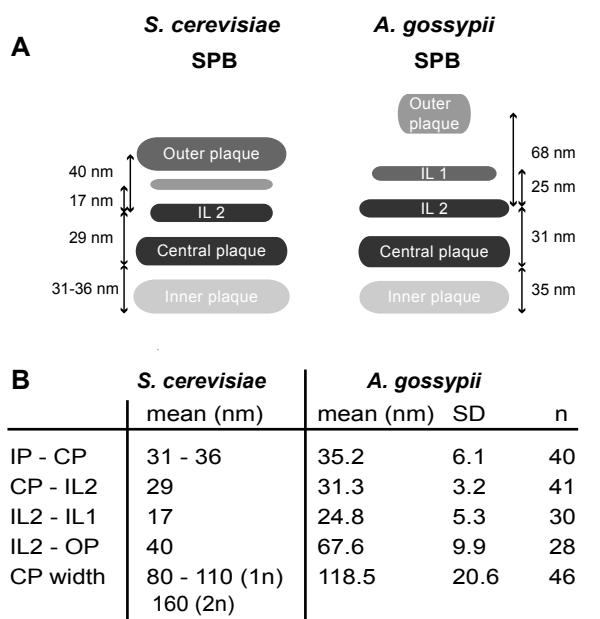 S. cerevisiae A. gossypii
A
SPB SPB
Outer plaque
Outer
plaque
40 nm
68 nm
IL 1
17 nm
25 nm
IL 2 IL 2
29 nm
31 nm
Central plaque Central plaque
31-36 nm
35 nm
Inner plaque Inner plaque
B S. cerevisiae A. gossypii
mean (nm) mean (nm) SD n
IP - CP 31 - 36 35.2 6.1 40
CP - IL2 29 31.3 3.2 41
IL2 - IL1 17 24.8 5.3 30
IL2 - OP 40 67.6 9.9 28
CP width 80 - 110 (1n) 118.5 20.6 46
160 (2n)